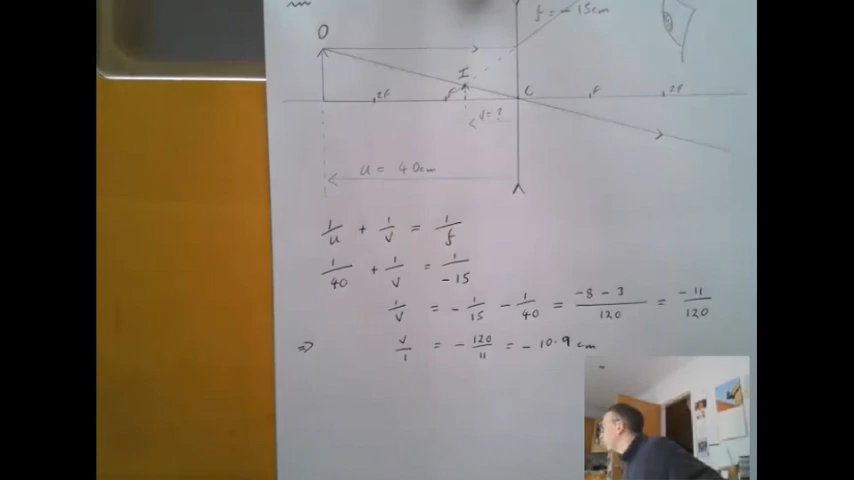 f = - 15cm
O
I
2F F C F 2F
v = ?
u = 40cm
1/u + 1/v = 1/f
1/40 + 1/v = 1/-15
1/v = - 1/15 - 1/40 = -8 - 3/120 = -11/120
⇒ v/1 = - 120/11 = - 10.9 cm